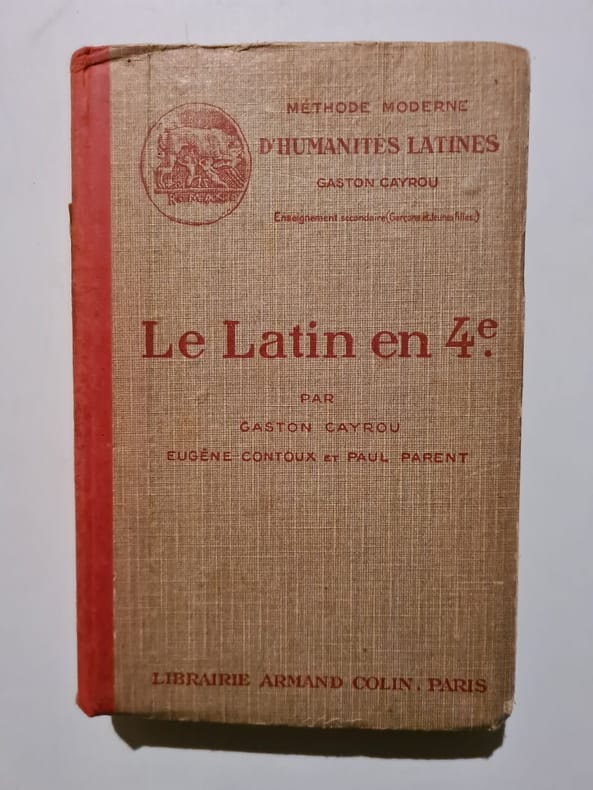 MÉTHODE MODERNE
D'HUMANITÉS LATINES
GASTON CAYROU
Enseignement secondaire (Garçons et Jeunes filles.)
ROMANO
Le Latin en 4e.
PAR
GASTON CAYROU
EUGÈNE CONTOUX ET PAUL PARENT
LIBRAIRIE ARMAND COLIN. PARIS